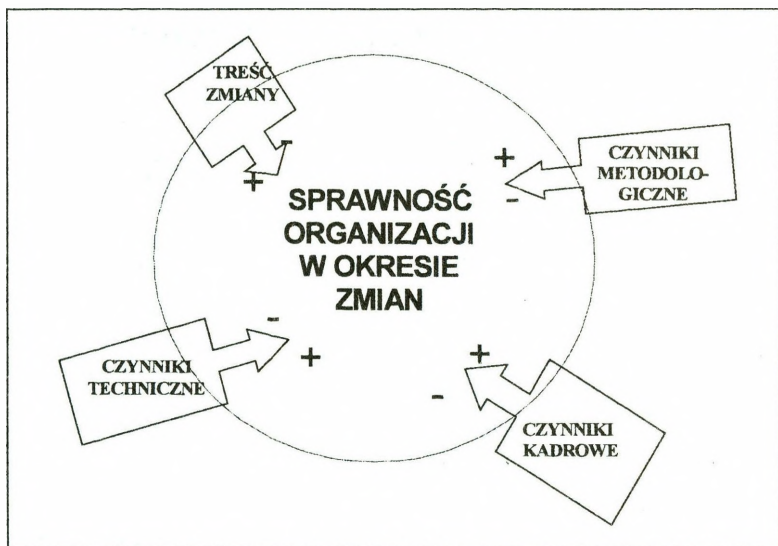 TREŚĆ
ZMIANY
-
+
+
-
CZYNNIKI
METODOLO-
GICZNE
SPRAWNOŚĆ
ORGANIZACJI
W OKRESIE
ZMIAN
-
+
CZYNNIKI
TECHNICZNE
+
-
CZYNNIKI
KADROWE